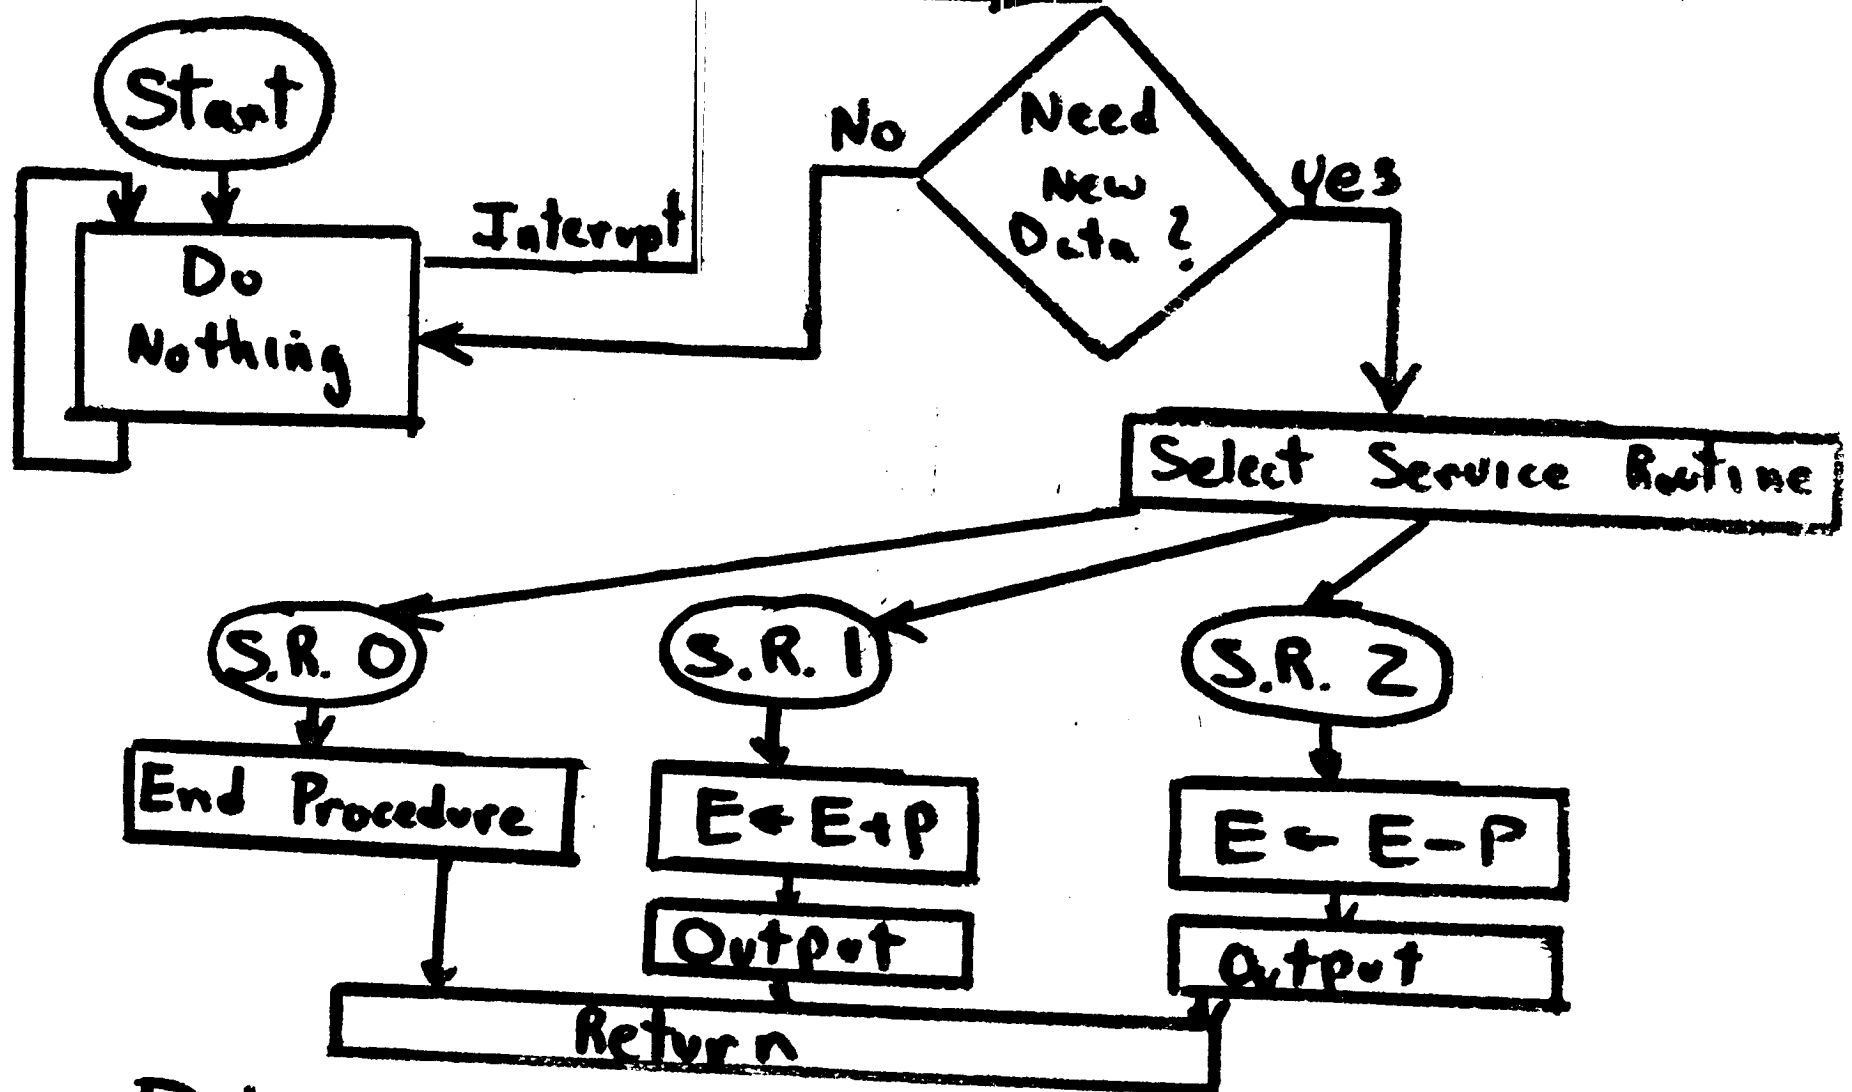 Start
Do
Nothing
Interupt
No
Need
New
Data?
Yes
Select Service Routine
S.R. 0
S.R. 1
S.R. 2
End Procedure
E ← E+P
E ← E-P
Output
Output
Return